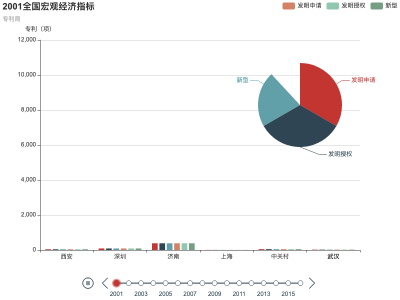 2001全国宏观经济指标
发明申请 发明授权 新型
专利(项)
12,000
10,000
8,000
6,000
4,000
2,000
0
新型
发明申请
发明授权
西安 深圳 济南 上海 中关村 武汉
2001 2003 2005 2007 2009 2011 2013 2015